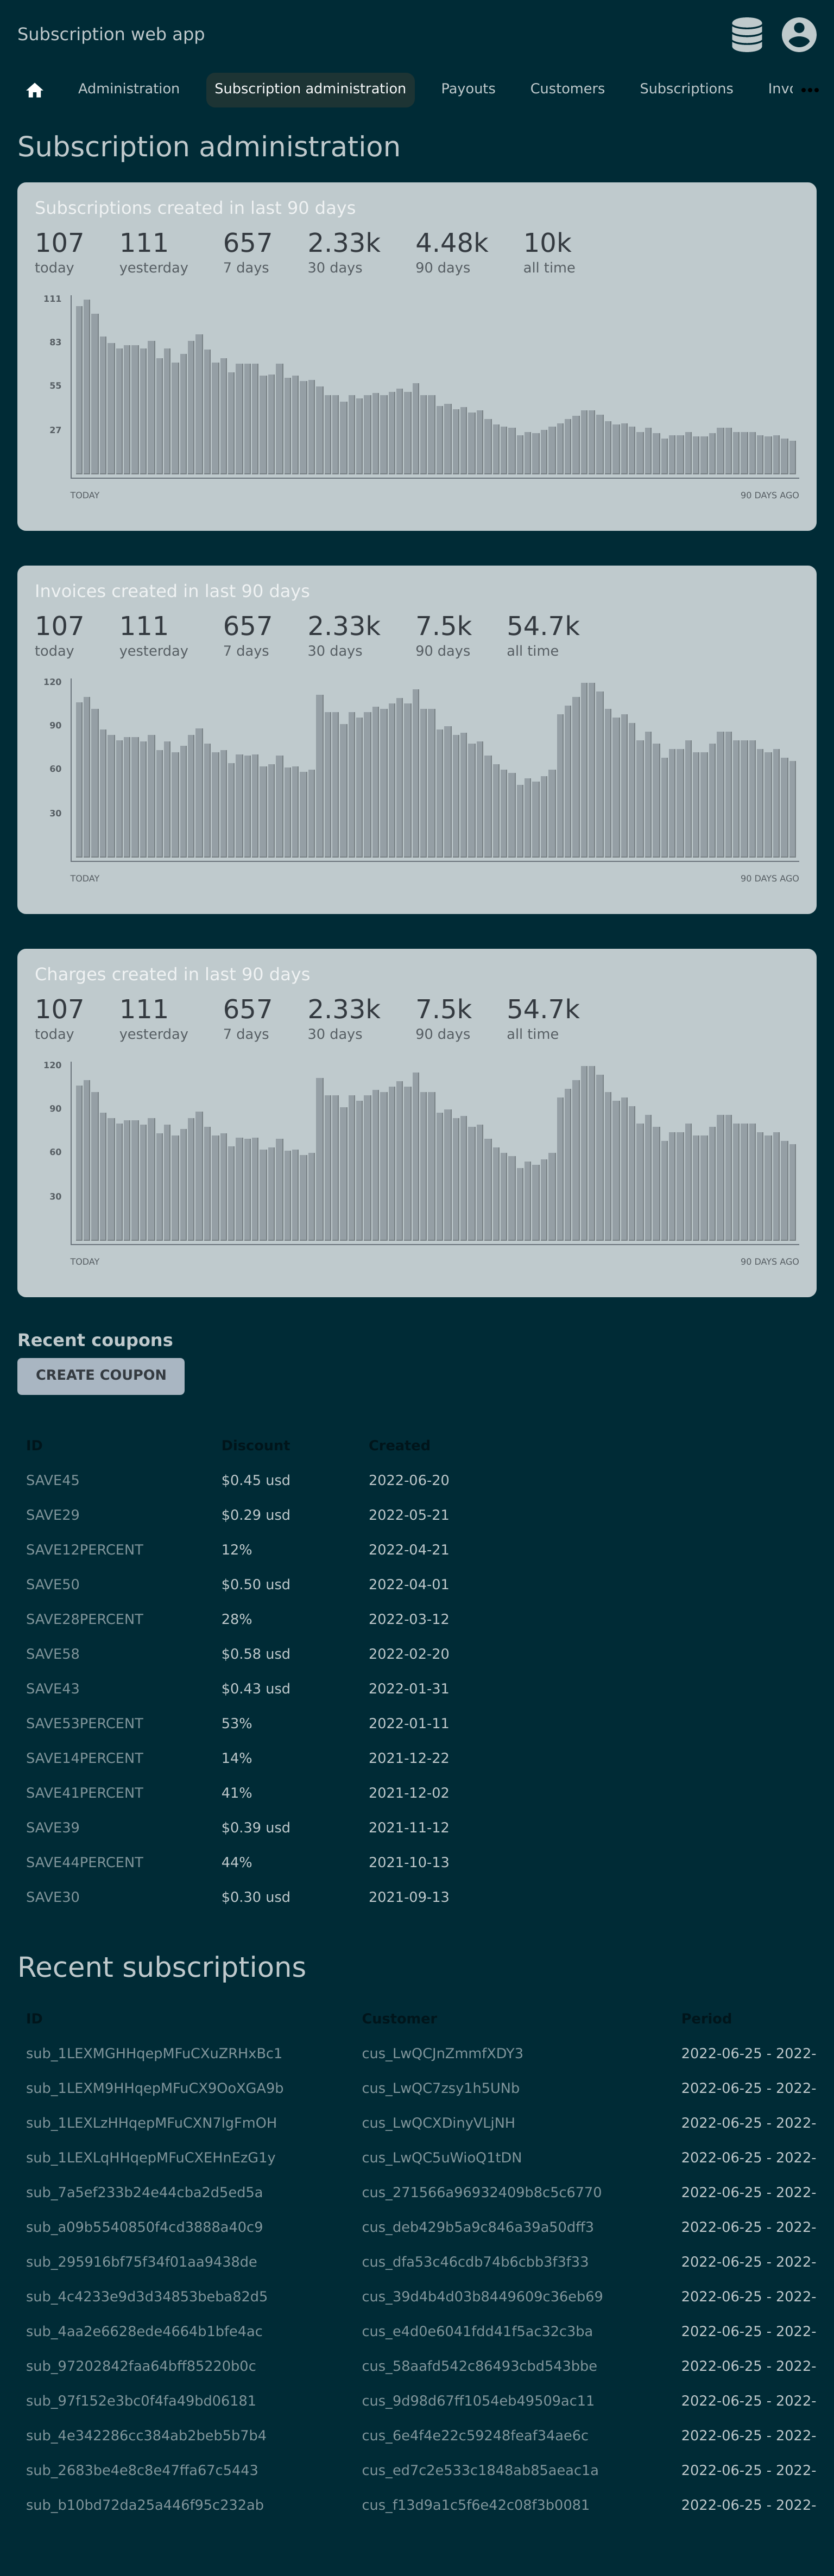 Subscription web app
Administration Subscription administration Payouts Customers Subscriptions Invo
Subscription administration
Subscriptions created in last 90 days
107 111 657 2.33k 4.48k 10k
today yesterday 7 days 30 days 90 days all time
111
83
55
27
TODAY 90 DAYS AGO
Invoices created in last 90 days
107 111 657 2.33k 7.5k 54.7k
today yesterday 7 days 30 days 90 days all time
120
90
60
30
TODAY 90 DAYS AGO
Charges created in last 90 days
107 111 657 2.33k 7.5k 54.7k
today yesterday 7 days 30 days 90 days all time
120
90
60
30
TODAY 90 DAYS AGO
Recent coupons
CREATE COUPON
ID Discount Created
SAVE45 $0.45 usd 2022-06-20
SAVE29 $0.29 usd 2022-05-21
SAVE12PERCENT 12% 2022-04-21
SAVE50 $0.50 usd 2022-04-01
SAVE28PERCENT 28% 2022-03-12
SAVE58 $0.58 usd 2022-02-20
SAVE43 $0.43 usd 2022-01-31
SAVE53PERCENT 53% 2022-01-11
SAVE14PERCENT 14% 2021-12-22
SAVE41PERCENT 41% 2021-12-02
SAVE39 $0.39 usd 2021-11-12
SAVE44PERCENT 44% 2021-10-13
SAVE30 $0.30 usd 2021-09-13
Recent subscriptions
ID Customer Period
sub_1LEXMGHHqepMFuCXuZRHxBc1 cus_LwQCJnZmmfXDY3 2022-06-25 - 2022-
sub_1LEXM9HHqepMFuCX9OoXGA9b cus_LwQC7zsy1h5UNb 2022-06-25 - 2022-
sub_1LEXLzHHqepMFuCXN7lgFmOH cus_LwQCXDinyVLjNH 2022-06-25 - 2022-
sub_1LEXLqHHqepMFuCXEHnEzG1y cus_LwQC5uWioQ1tDN 2022-06-25 - 2022-
sub_7a5ef233b24e44cba2d5ed5a cus_271566a96932409b8c5c6770 2022-06-25 - 2022-
sub_a09b5540850f4cd3888a40c9 cus_deb429b5a9c846a39a50dff3 2022-06-25 - 2022-
sub_295916bf75f34f01aa9438de cus_dfa53c46cdb74b6cbb3f3f33 2022-06-25 - 2022-
sub_4c4233e9d3d34853beba82d5 cus_39d4b4d03b8449609c36eb69 2022-06-25 - 2022-
sub_4aa2e6628ede4664b1bfe4ac cus_e4d0e6041fdd41f5ac32c3ba 2022-06-25 - 2022-
sub_97202842faa64bff85220b0c cus_58aafd542c86493cbd543bbe 2022-06-25 - 2022-
sub_97f152e3bc0f4fa49bd06181 cus_9d98d67ff1054eb49509ac11 2022-06-25 - 2022-
sub_4e342286cc384ab2beb5b7b4 cus_6e4f4e22c59248feaf34ae6c 2022-06-25 - 2022-
sub_2683be4e8c8e47ffa67c5443 cus_ed7c2e533c1848ab85aeac1a 2022-06-25 - 2022-
sub_b10bd72da25a446f95c232ab cus_f13d9a1c5f6e42c08f3b0081 2022-06-25 - 2022-